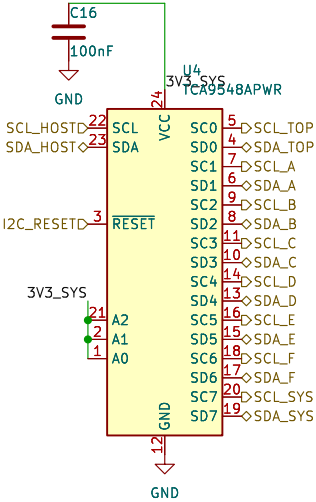 C16
100nF
GND
U4
3V3_SYS
TCA9548APWR
24
VCC
SCL_HOST 22 SCL SC0 5 SCL_TOP
SDA_HOST 23 SDA SD0 4 SDA_TOP
SC1 7 SCL_A
SD1 6 SDA_A
SC2 9 SCL_B
I2C_RESET 3 RESET SD2 8 SDA_B
SC3 11 SCL_C
SD3 10 SDA_C
SC4 14 SCL_D
3V3_SYS
SD4 13 SDA_D
21 A2 SC5 16 SCL_E
2 A1 SD5 15 SDA_E
1 A0 SC6 18 SCL_F
SD6 17 SDA_F
SC7 20 SCL_SYS
SD7 19 SDA_SYS
GND
12
GND